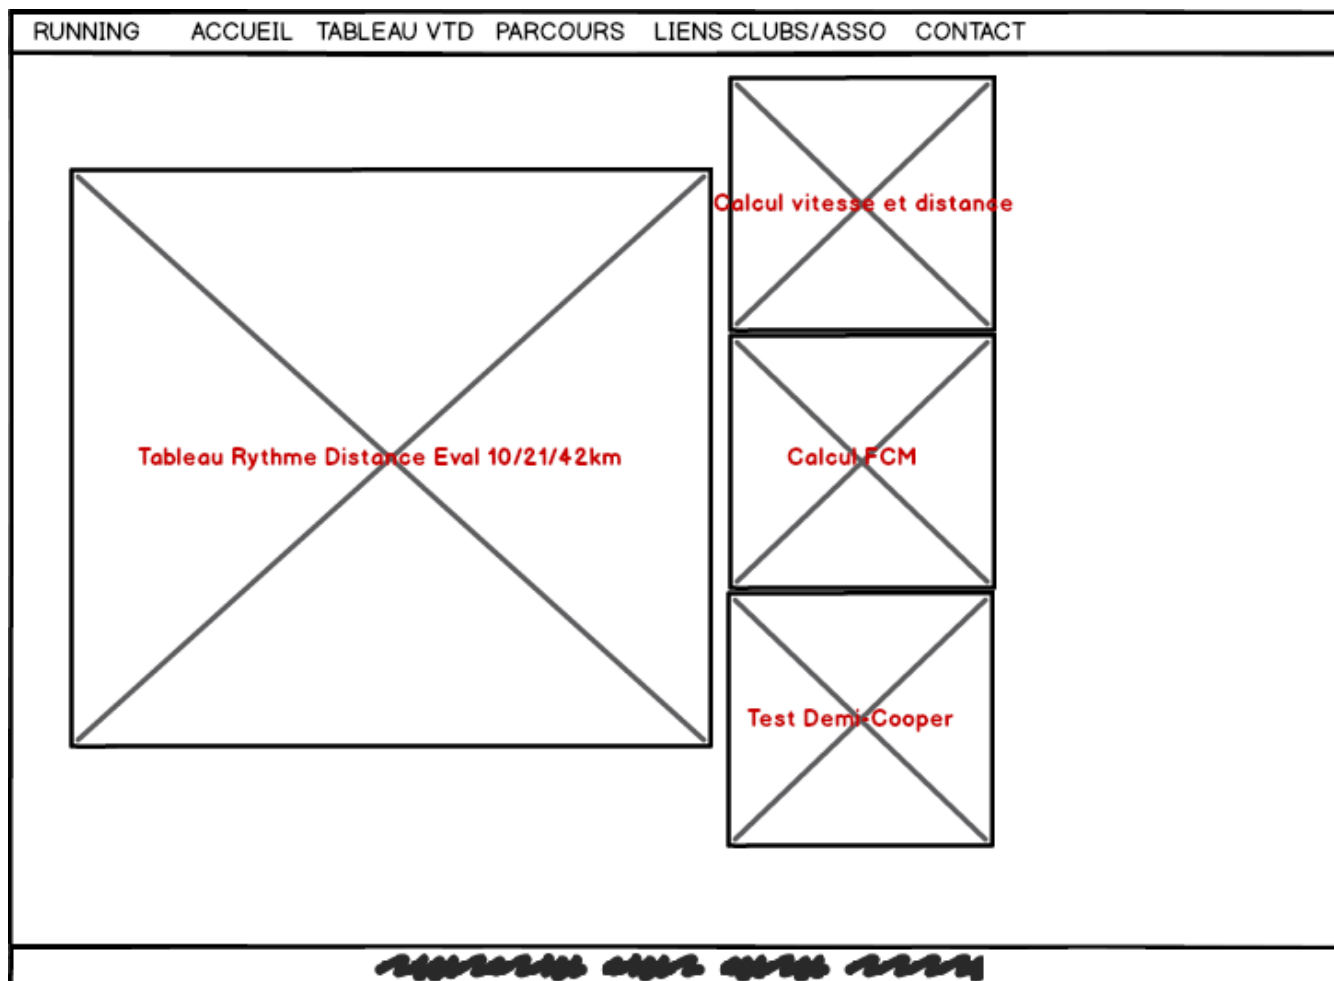 RUNNING ACCUEIL TABLEAU VTD PARCOURS LIENS CLUBS/ASSO CONTACT
Calcul vitesse et distance
Tableau Rythme Distance Eval 10/21/42km
Calcul FCM
Test Demi-Cooper